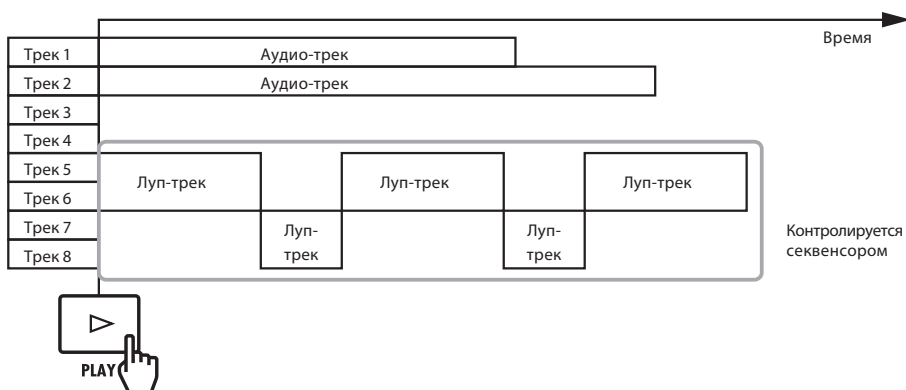 Время
Трек 1
Аудио-трек
Трек 2
Аудио-трек
Трек 3
Трек 4
Трек 5
Трек 6
Трек 7
Трек 8
Луп-трек
Луп-
трек
Луп-трек
Луп-
трек
Луп-трек
Контролируется
секвенсором
PLAY